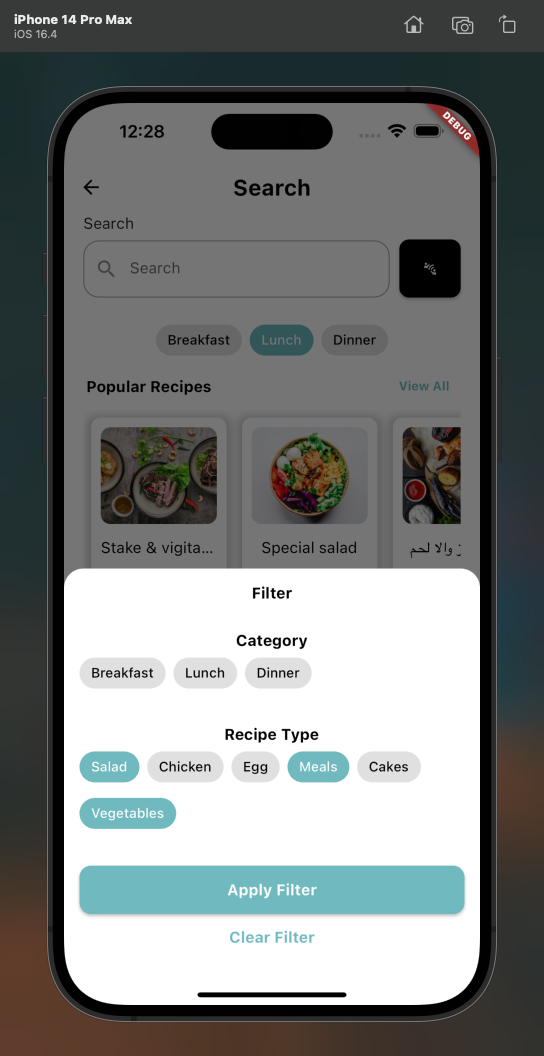 iPhone 14 Pro Max
iOS 16.4
DEBUG
12:28
Search
Search
Search
Breakfast Lunch Dinner
Popular Recipes View All
Stake & vigita... Special salad والا لحم
Filter
Category
Breakfast Lunch Dinner
Recipe Type
Salad Chicken Egg Meals Cakes
Vegetables
Apply Filter
Clear Filter